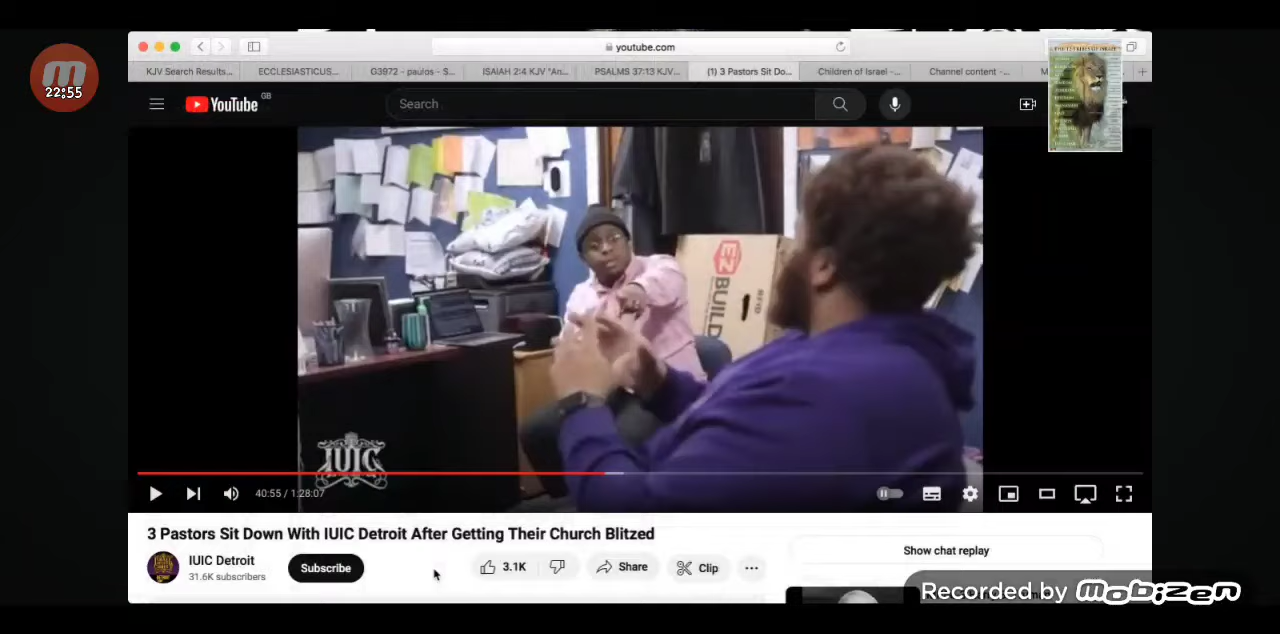 22:55
youtube.com
KJV Search Results...
ECCLESIASTICUS...
G3972 - paulos - S...
ISAIAH 2:4 KJV "An...
PSALMS 37:13 KJV...
(1) 3 Pastors Sit Do...
Children of Israel -...
Channel content -...
YouTube
GB
Search
EZ
BUILD
IUIC
40:55 / 1:28:07
3 Pastors Sit Down With IUIC Detroit After Getting Their Church Blitzed
IUIC Detroit
31.6K subscribers
Subscribe
3.1K
Share
Clip
Show chat replay
Recorded by mobizen